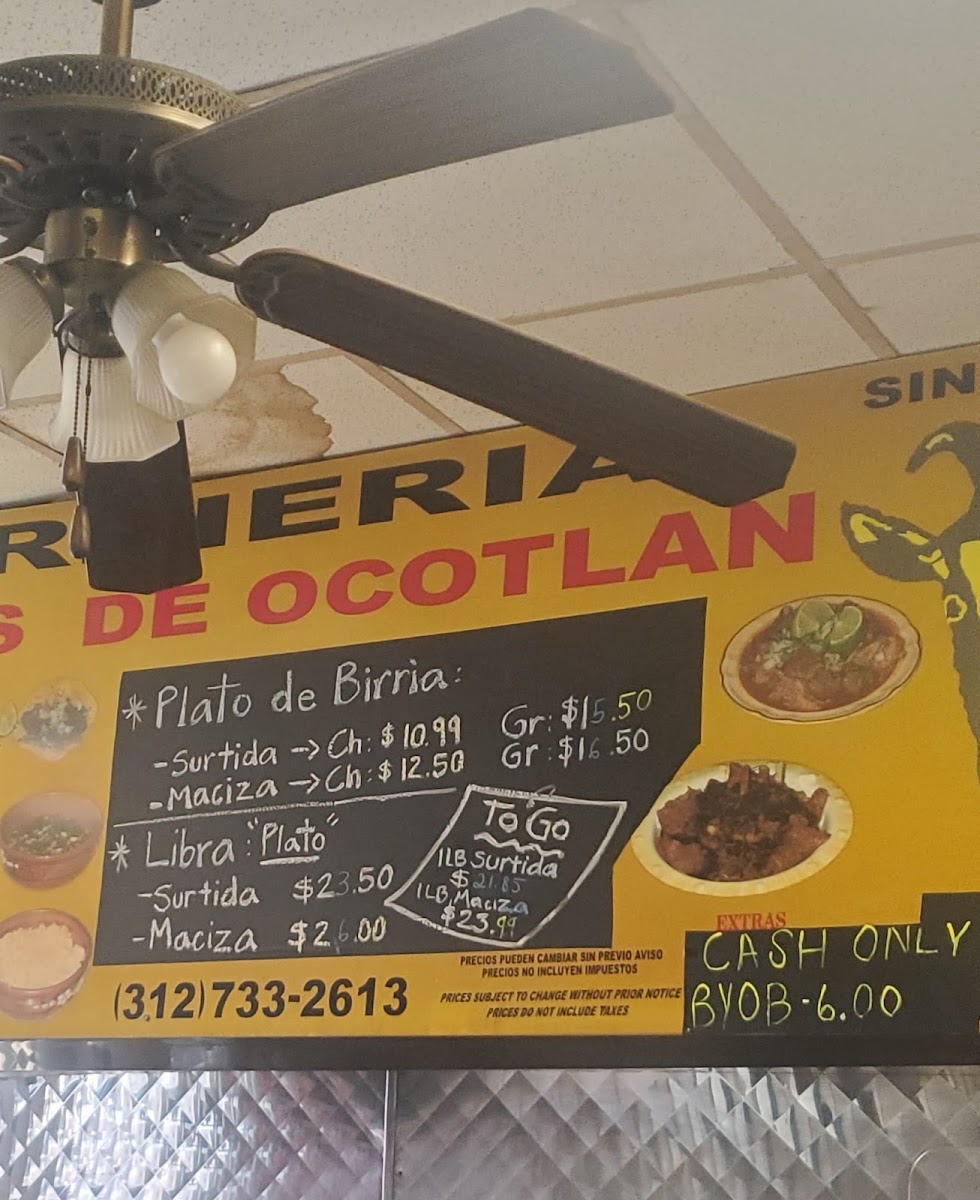 SIN
DE OCOTLAN
* Plato de Birria:
- Surtida -> Ch: $10.99 Gr: $15.50
- Maciza -> Ch: $12.50 Gr: $16.50
* Libra: "Plato"
- Surtida $23.50
- Maciza $26.00
To Go
1LB Surtida
$21.85
1LB, Maciza
$23.99
PRECIOS PUEDEN CAMBIAR SIN PREVIO AVISO
PRECIOS NO INCLUYEN IMPUESTOS
PRICES SUBJECT TO CHANGE WITHOUT PRIOR NOTICE
PRICES DO NOT INCLUDE TAXES
(312)733-2613
EXTRAS
CASH ONLY
BYOB - 6.00